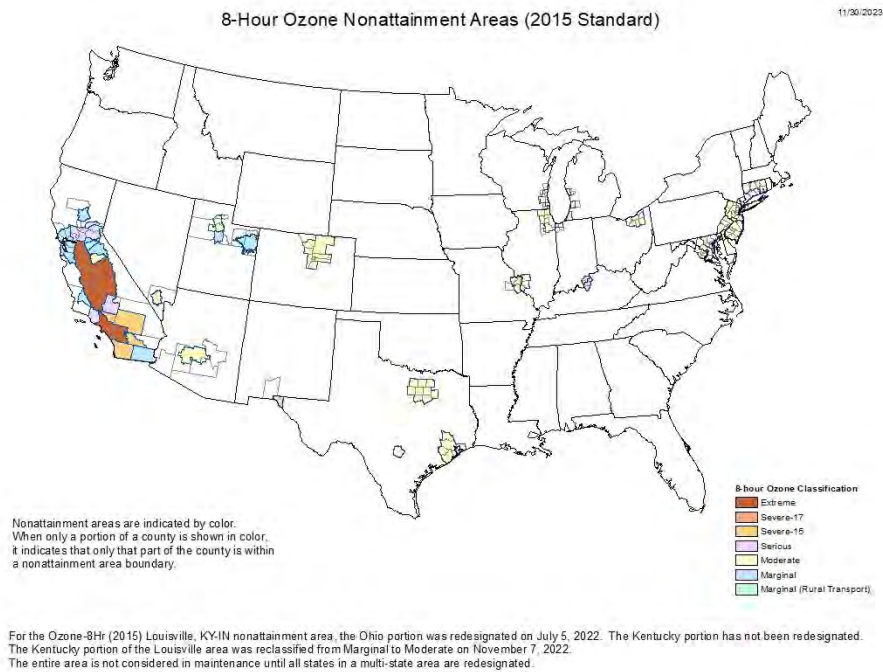 8-Hour Ozone Nonattainment Areas (2015 Standard)
11/30/2023
8-hour Ozone Classification
Extreme
Severe-17
Severe-15
Serious
Moderate
Marginal
Marginal (Rural Transport)
Nonattainment areas are indicated by color.
When only a portion of a county is shown in color,
it indicates that only that part of the county is within
a nonattainment area boundary.
For the Ozone-8Hr (2015) Louisville, KY-IN nonattainment area, the Ohio portion was redesignated on July 5, 2022. The Kentucky portion has not been redesignated.
The Kentucky portion of the Louisville area was reclassified from Marginal to Moderate on November 7, 2022.
The entire area is not considered in maintenance until all states in a multi-state area are redesignated.